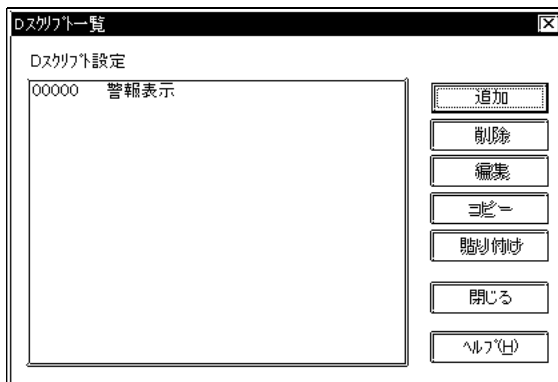 Dｽｸﾘﾌﾟﾄ一覧
Dｽｸﾘﾌﾟﾄ設定
00000 警報表示
追加
削除
編集
コピー
貼り付け
閉じる
ﾍﾙﾌﾟ(H)